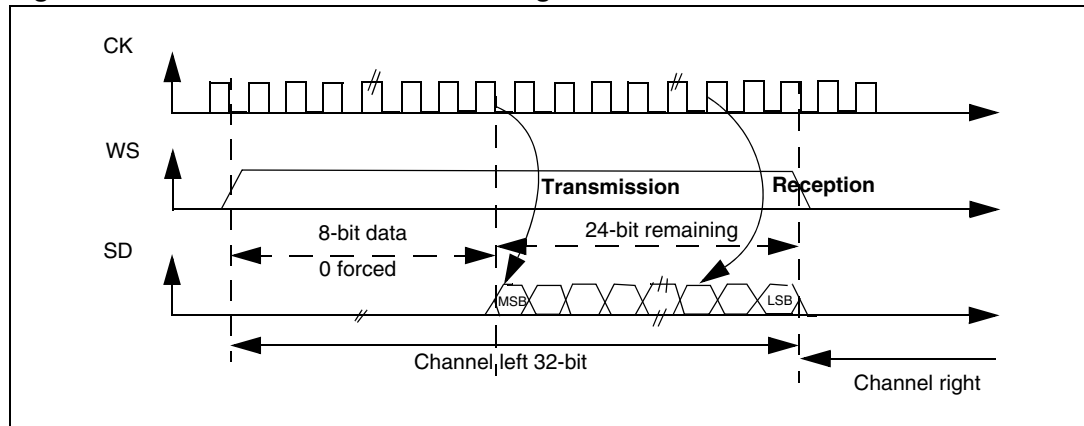 CK
WS
Transmission
Reception
SD
8-bit data
0 forced
24-bit remaining
MSB
LSB
Channel left 32-bit
Channel right